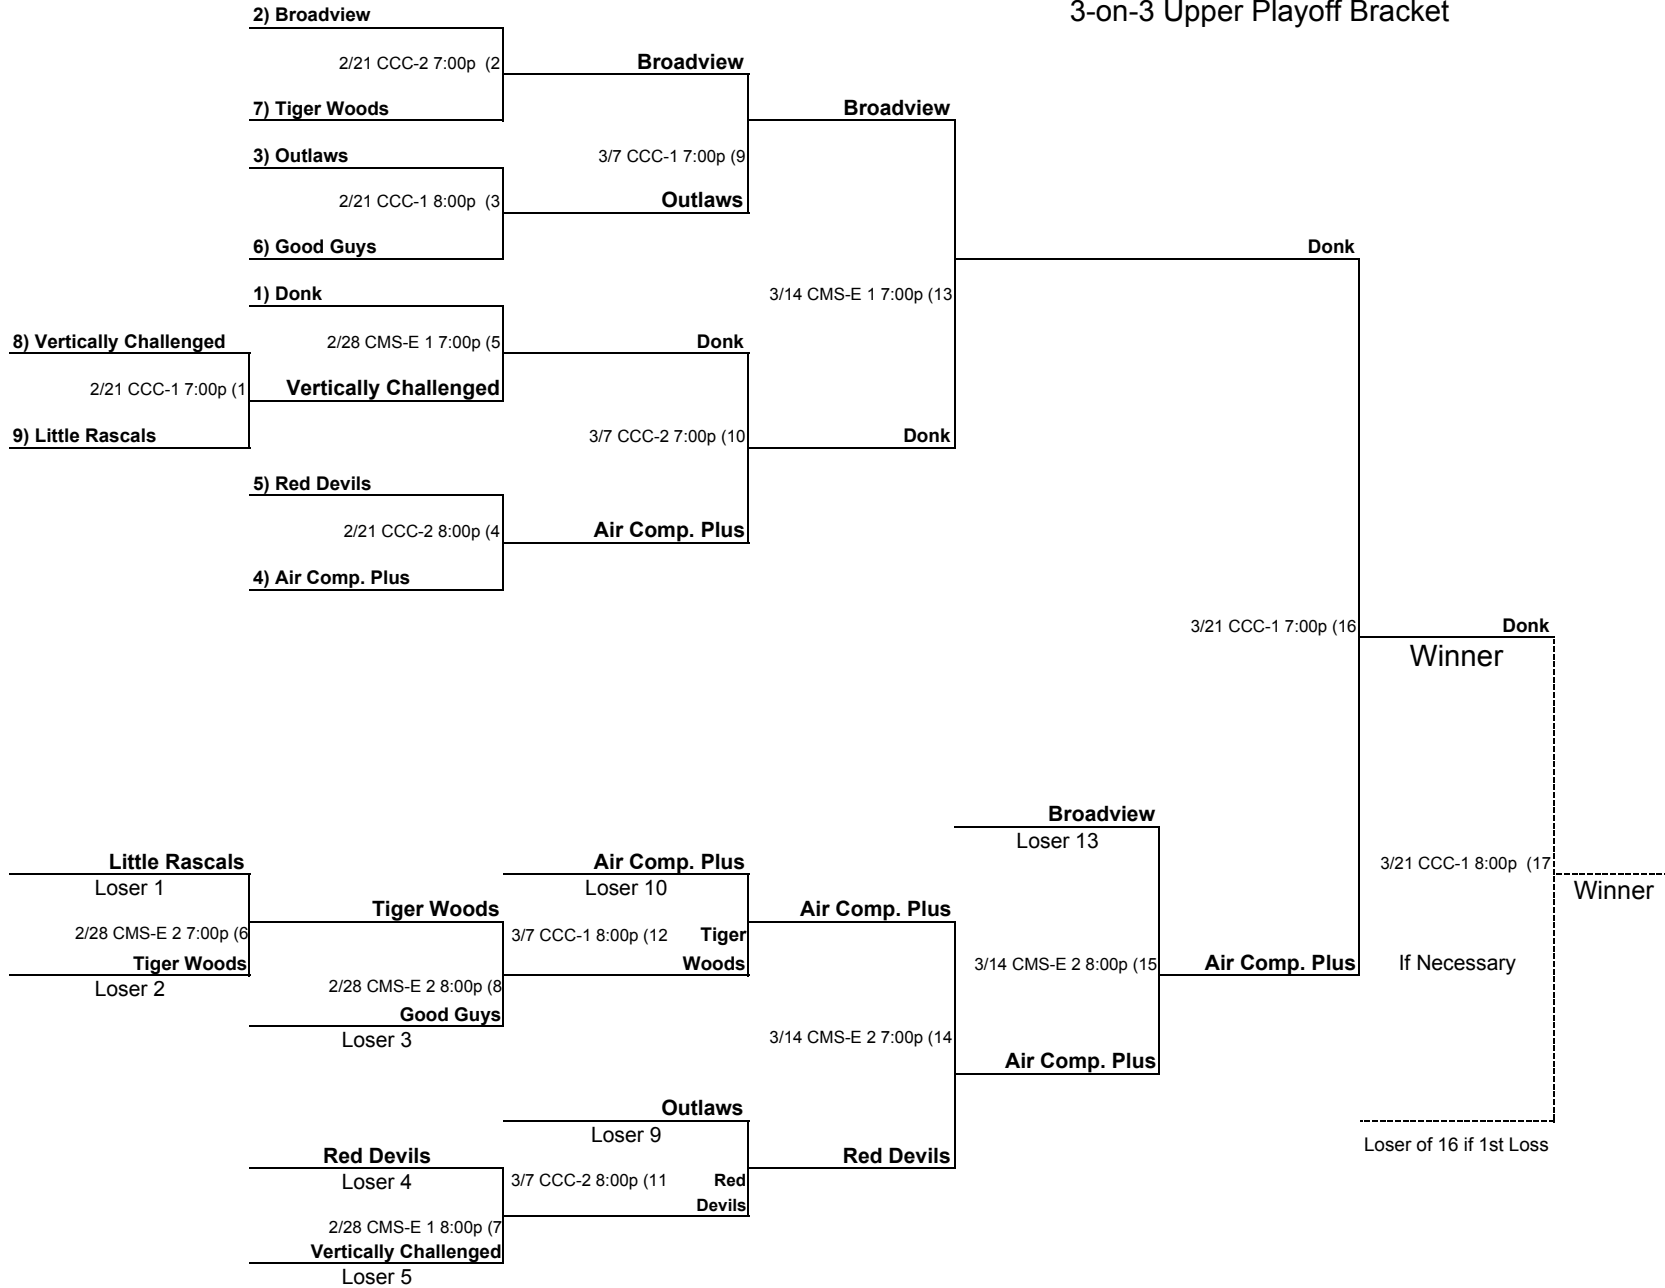 3-on-3 Upper Playoff Bracket
2) Broadview
2/21 CCC-2 7:00p (2
Broadview
7) Tiger Woods
Broadview
3) Outlaws
3/7 CCC-1 7:00p (9
2/21 CCC-1 8:00p (3
Outlaws
6) Good Guys
Donk
1) Donk
3/14 CMS-E 1 7:00p (13
8) Vertically Challenged
2/28 CMS-E 1 7:00p (5
Donk
2/21 CCC-1 7:00p (1
Vertically Challenged
9) Little Rascals
3/7 CCC-2 7:00p (10
Donk
5) Red Devils
2/21 CCC-2 8:00p (4
Air Comp. Plus
4) Air Comp. Plus
3/21 CCC-1 7:00p (16
Donk
Winner
Broadview
Loser 13
Little Rascals
Air Comp. Plus
3/21 CCC-1 8:00p (17
Loser 1
Loser 10
Winner
Tiger Woods
Air Comp. Plus
2/28 CMS-E 2 7:00p (6
3/7 CCC-1 8:00p (12
Tiger
Woods
Tiger Woods
3/14 CMS-E 2 8:00p (15
Air Comp. Plus
If Necessary
Loser 2
2/28 CMS-E 2 8:00p (8
Good Guys
Loser 3
3/14 CMS-E 2 7:00p (14
Air Comp. Plus
Outlaws
Loser 9
Loser of 16 if 1st Loss
Red Devils
Red Devils
Loser 4
3/7 CCC-2 8:00p (11
Red
Devils
2/28 CMS-E 1 8:00p (7
Vertically Challenged
Loser 5